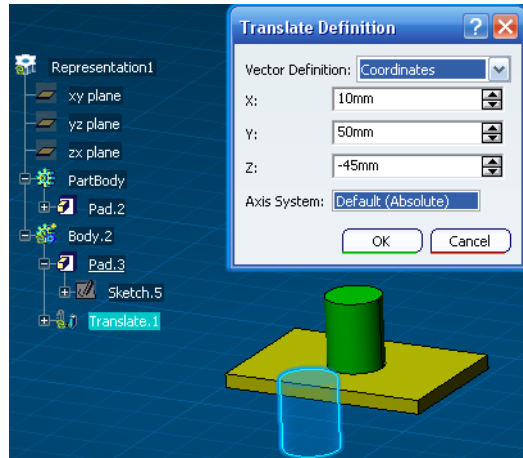 Representation1
xy plane
yz plane
zx plane
PartBody
Pad.2
Body.2
Pad.3
Sketch.5
Translate.1
Translate Definition
Vector Definition: Coordinates
X: 10mm
Y: 50mm
Z: -45mm
Axis System: Default (Absolute)
OK Cancel